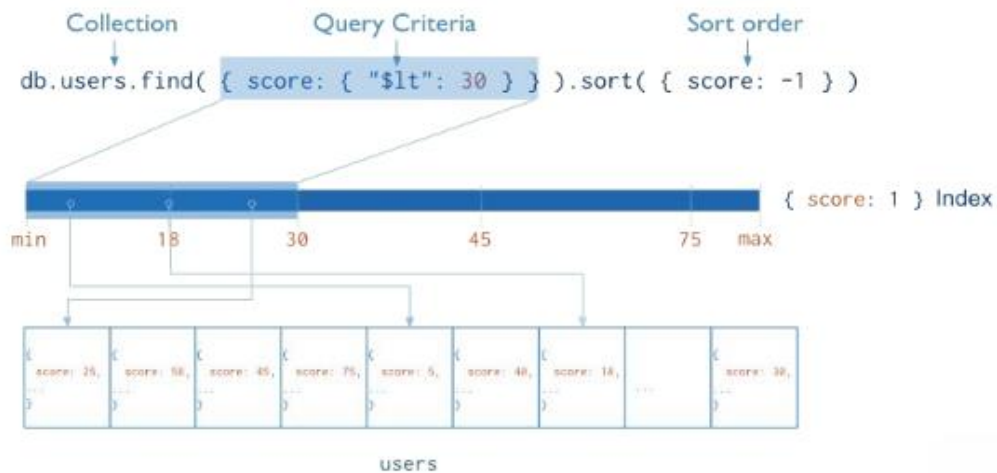 Collection Query Criteria Sort order
db.users.find( { score: { "$lt": 30 } } ).sort( { score: -1 } )
{ score: 1 } Index
min 18 30 45 75 max
{ { { { { { { {
score: 25, score: 50, score: 45, score: 75, score: 5, score: 40, score: 18, score: 30,
... ... ... ... ... ... ... ... ...
} } } } } } } }
users